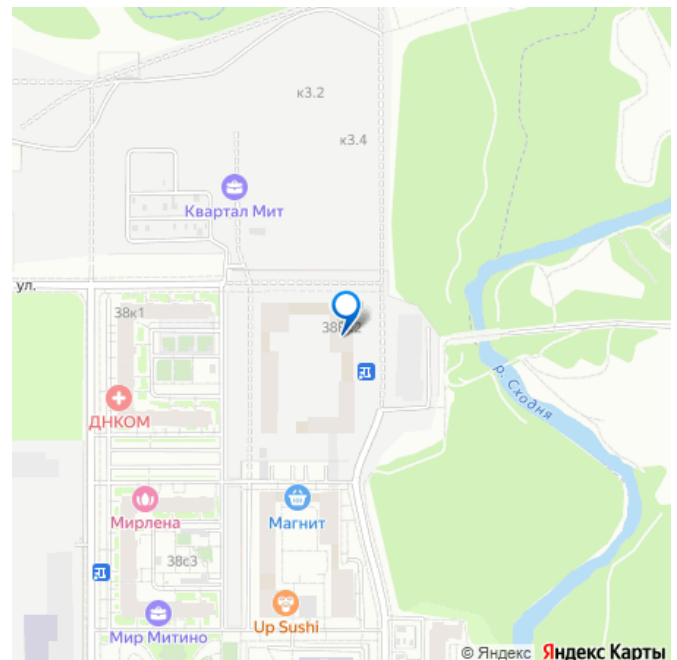 к3.2
к3.4
Квартал Мит
ул.
38к1
р. Сходня
ДНКОМ
Мирлена
Магнит
38с3
Мир Митино
Up Sushi
© Яндекс Яндекс Карты